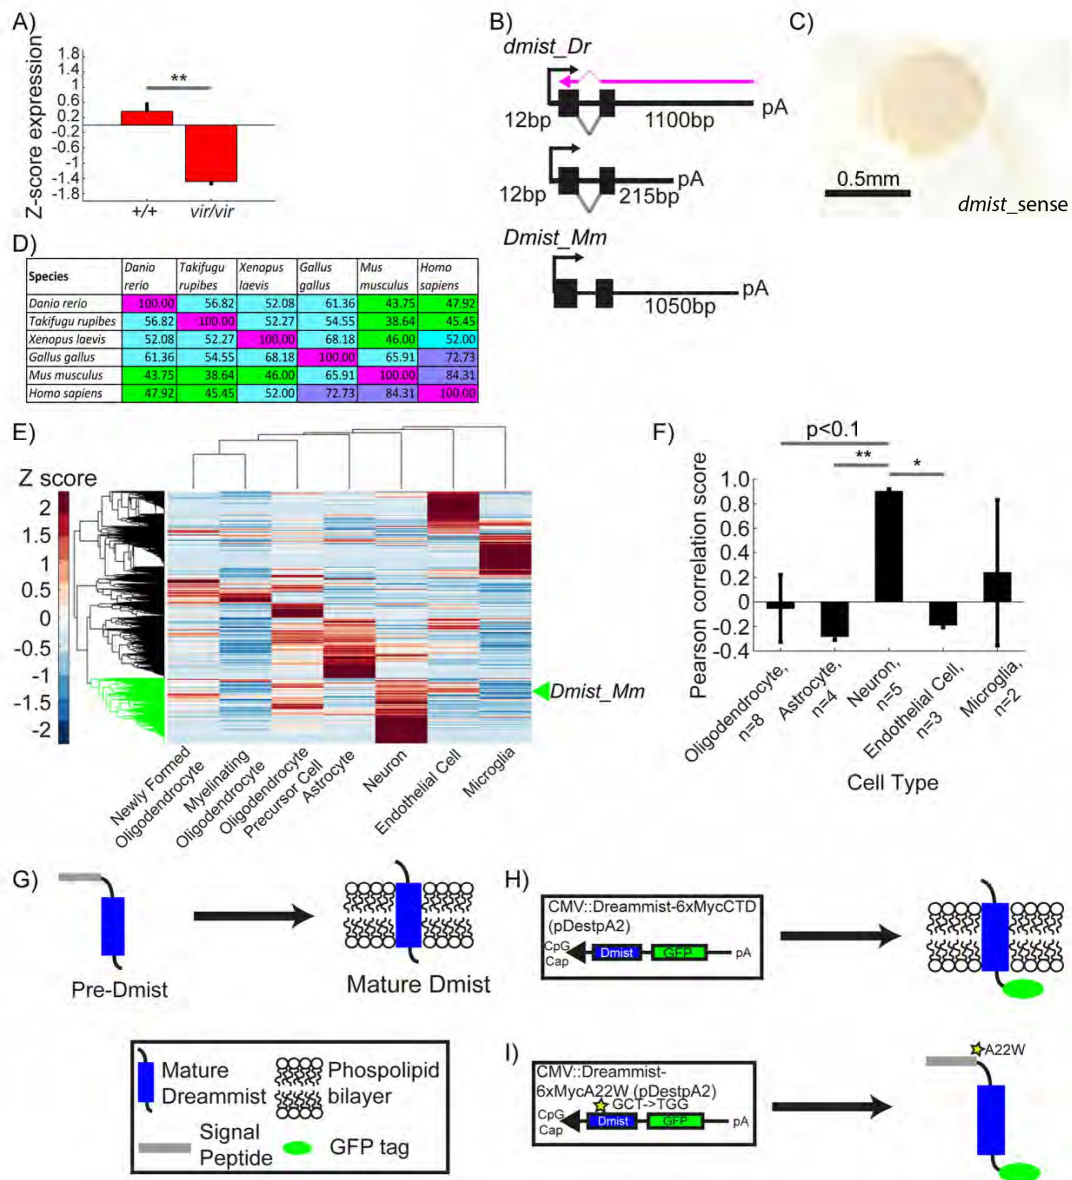 A)
Z-score expression
1.8
1.4
1
0.6
0.2
-0.2
-0.6
-1
-1.4
-1.8
**
+/+
vir/vir
B)
dmist_Dr
12bp
1100bp
pA
12bp
215bp
pA
Dmist_Mm
1050bp
pA
C)
0.5mm
dmist_sense
D)
Species Danio rerio Takifugu rupibes Xenopus laevis Gallus gallus Mus musculus Homo sapiens
Danio rerio 100.00 56.82 52.08 61.36 43.75 47.92
Takifugu rupibes 56.82 100.00 52.27 54.55 38.64 45.45
Xenopus laevis 52.08 52.27 100.00 68.18 46.00 52.00
Gallus gallus 61.36 54.55 68.18 100.00 65.91 72.73
Mus musculus 43.75 38.64 46.00 65.91 100.00 84.31
Homo sapiens 47.92 45.45 52.00 72.73 84.31 100.00
E)
Z score
2
1.5
1
0.5
0
-0.5
-1
-1.5
-2
Dmist_Mm
Newly Formed
Oligodendrocyte
Myelinating
Oligodendrocyte
Oligodendrocyte
Precursor Cell
Astrocyte
Neuron
Endothelial Cell
Microglia
F)
p<0.1
**
*
Pearson correlation score
1.0
0.8
0.6
0.4
0.2
0
-0.2
-0.4
Oligodendrocyte,
n=8
Astrocyte,
n=4
Neuron,
n=5
Endothelial Cell,
n=3
Microglia,
n=2
Cell Type
G)
Pre-Dmist
Mature Dmist
Mature
Dreammist
Phospolipid
bilayer
Signal
Peptide
GFP tag
H)
CMV::Dreammist-6xMycCTD
(pDestpA2)
CpG
Cap
Dmist
GFP
pA
I)
CMV::Dreammist-
6xMycA22W (pDestpA2)
GCT->TGG
CpG
Cap
Dmist
GFP
pA
A22W